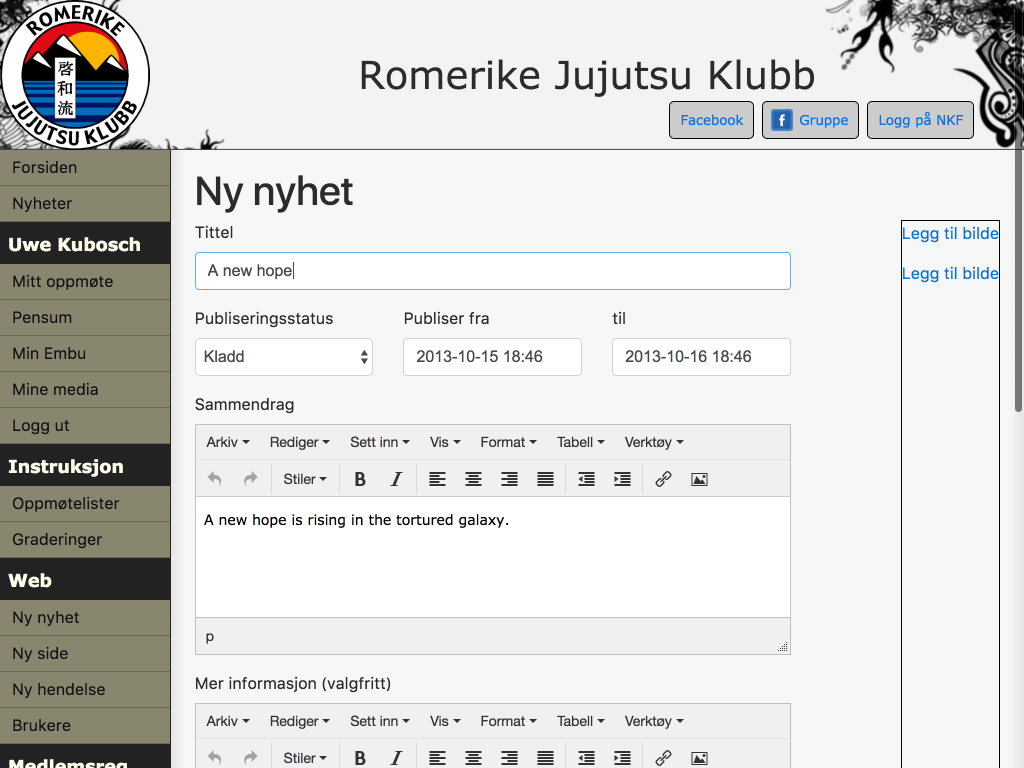 ROMERIKE
啓和流
JUJUTSU KLUBB
Romerike Jujutsu Klubb
Facebook
Gruppe
Logg på NKF
Forsiden
Nyheter
Uwe Kubosch
Mitt oppmøte
Pensum
Min Embu
Mine media
Logg ut
Instruksjon
Oppmøtelister
Graderinger
Web
Ny nyhet
Ny side
Ny hendelse
Brukere
Medlemsreg
Ny nyhet
Tittel
A new hope
Publiseringsstatus Publiser fra til
Kladd 2013-10-15 18:46 2013-10-16 18:46
Sammendrag
Arkiv Rediger Sett inn Vis Format Tabell Verktøy
Stiler B I
A new hope is rising in the tortured galaxy.
p
Mer informasjon (valgfritt)
Arkiv Rediger Sett inn Vis Format Tabell Verktøy
Stiler B I
Legg til bilde
Legg til bilde